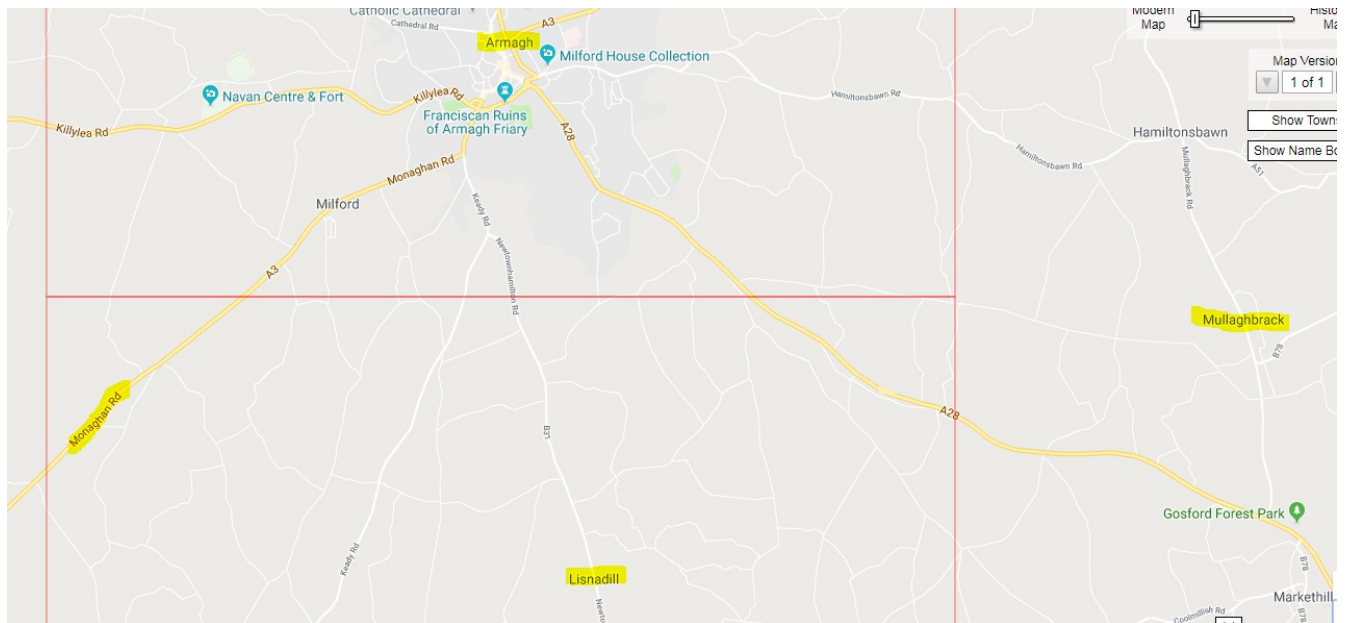 Catholic Cathedral
Cathedral Rd
A3
Modern
Map
Map
Armagh
Milford House Collection
Map Version
1 of 1
Navan Centre & Fort
Killylea Rd
Hamiltonsbawn Rd
Franciscan Ruins
of Armagh Friary
Show Towns
Killylea Rd
A28
Hamiltonsbawn
Show Name Bo
Hamiltonsbawn Rd
Mullaghbrack Rd
A51
Monaghan Rd
Milford
Keady Rd
Newtownhamilton Rd
A3
Mullaghbrack
B78
Monaghan Rd
A28
B31
Gosford Forest Park
Keady Rd
B78
Lisnadill
Markethill
Coolmillish Rd